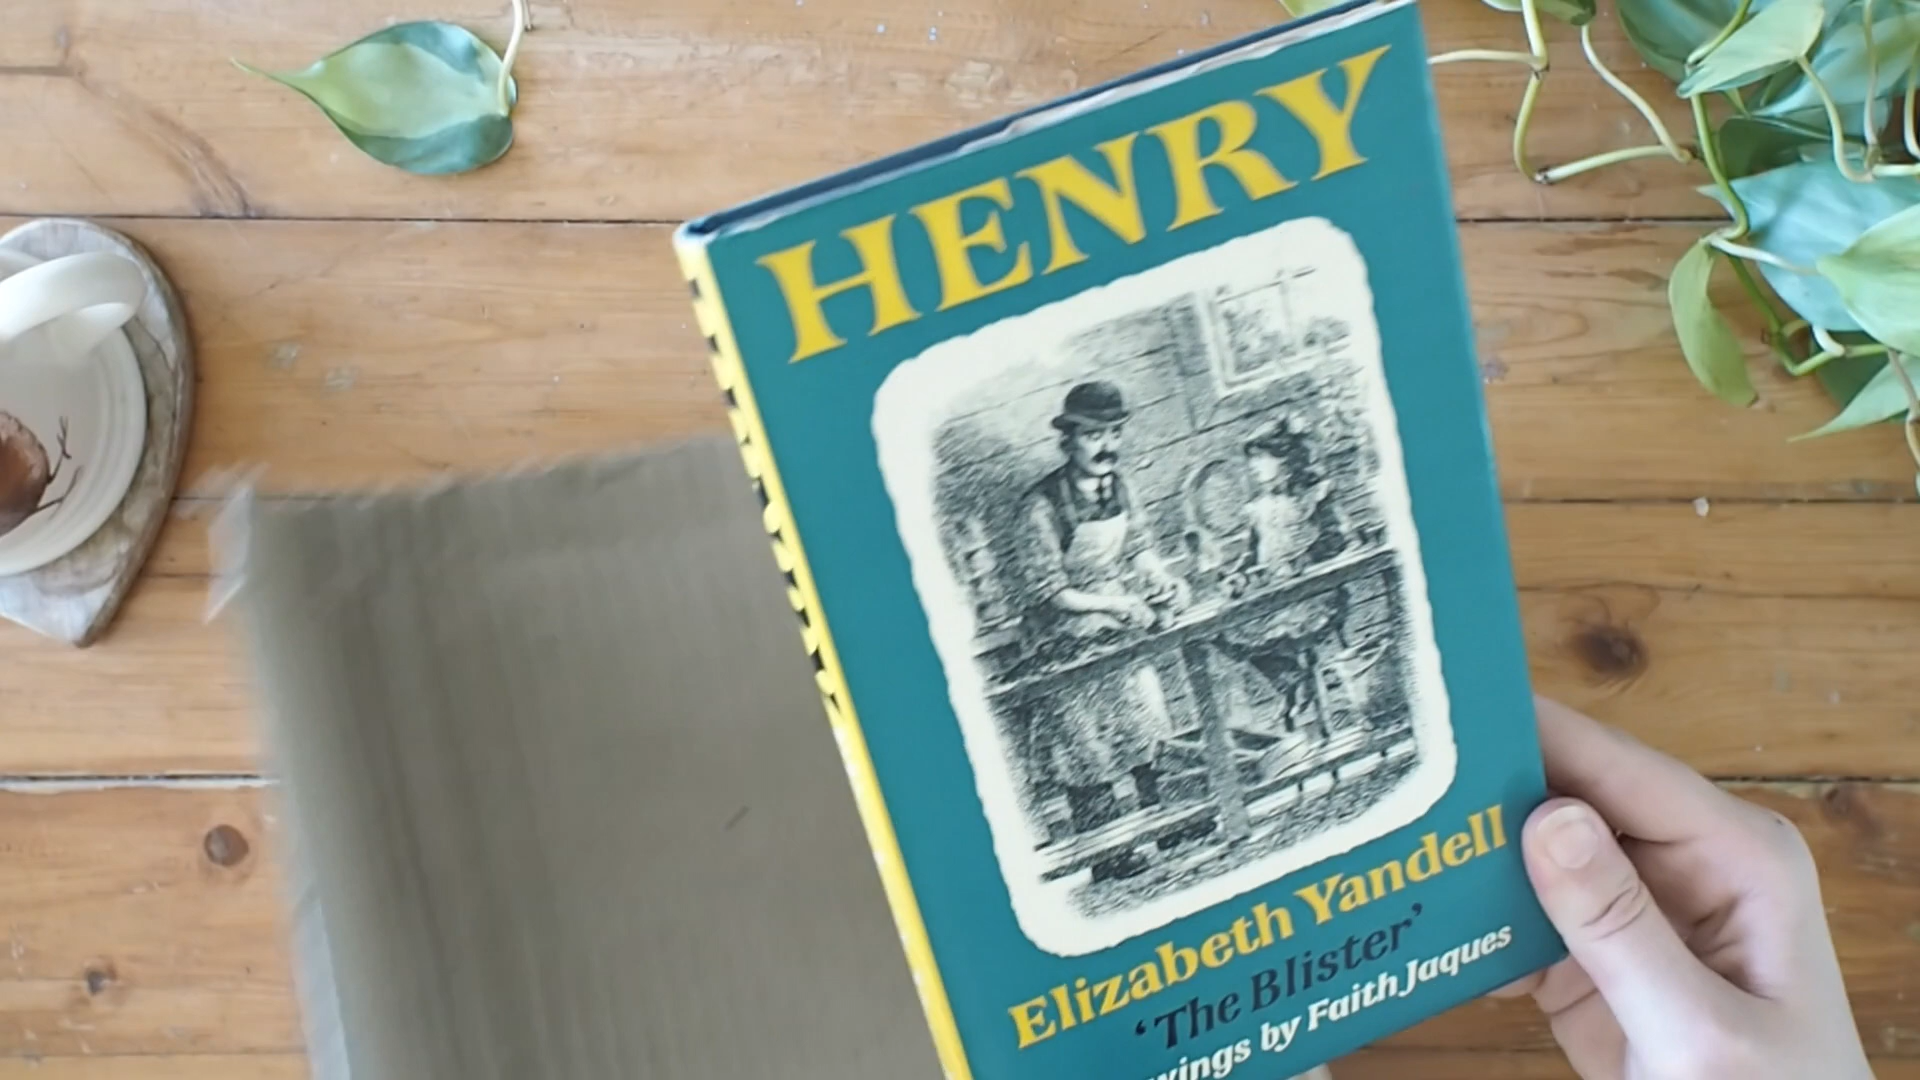 HENRY
Elizabeth Yandell
‘The Blister’
wings by Faith Jaques